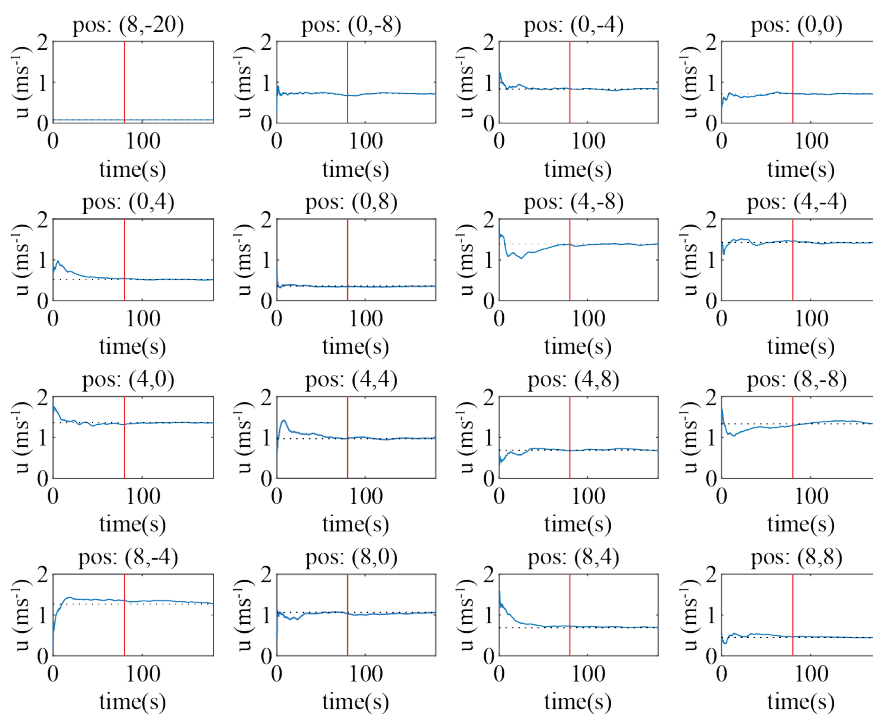 pos: (8,-20) pos: (0,-8) pos: (0,-4) pos: (0,0)
2 2 2 2
u (ms⁻¹) 1 u (ms⁻¹) 1 u (ms⁻¹) 1 u (ms⁻¹) 1
0 0 0 0
0 100 0 100 0 100 0 100
time(s) time(s) time(s) time(s)
pos: (0,4) pos: (0,8) pos: (4,-8) pos: (4,-4)
2 2 2 2
u (ms⁻¹) 1 u (ms⁻¹) 1 u (ms⁻¹) 1 u (ms⁻¹) 1
0 0 0 0
0 100 0 100 0 100 0 100
time(s) time(s) time(s) time(s)
pos: (4,0) pos: (4,4) pos: (4,8) pos: (8,-8)
2 2 2 2
u (ms⁻¹) 1 u (ms⁻¹) 1 u (ms⁻¹) 1 u (ms⁻¹) 1
0 0 0 0
0 100 0 100 0 100 0 100
time(s) time(s) time(s) time(s)
pos: (8,-4) pos: (8,0) pos: (8,4) pos: (8,8)
2 2 2 2
u (ms⁻¹) 1 u (ms⁻¹) 1 u (ms⁻¹) 1 u (ms⁻¹) 1
0 0 0 0
0 100 0 100 0 100 0 100
time(s) time(s) time(s) time(s)